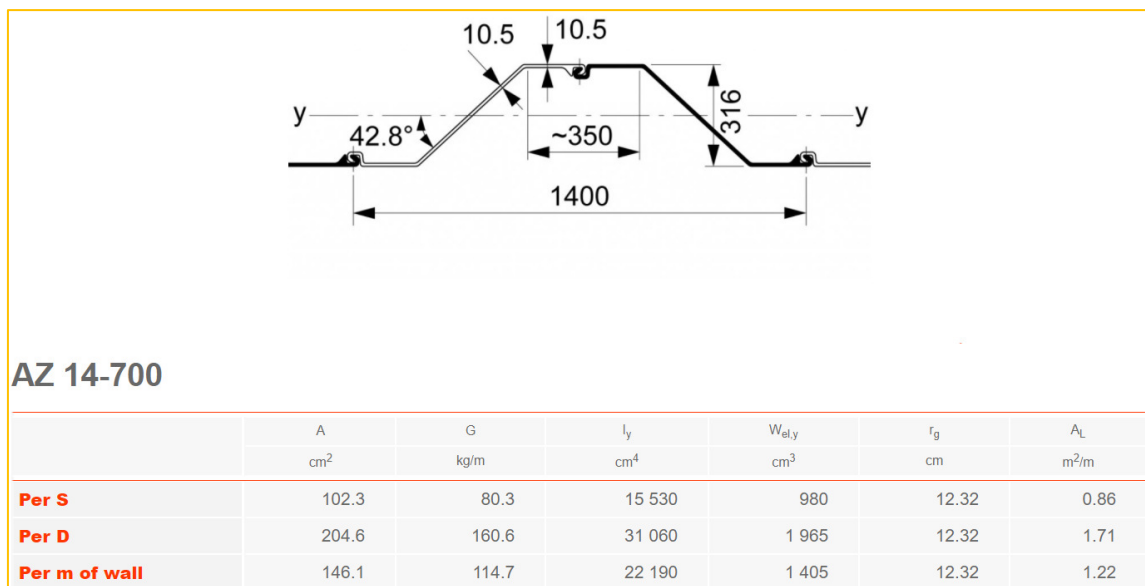 10.5 10.5
y y
42.8° ~350 316
1400
AZ 14-700
A G Iy Wel,y rg AL
cm2 kg/m cm4 cm3 cm m2/m
Per S 102.3 80.3 15 530 980 12.32 0.86
Per D 204.6 160.6 31 060 1 965 12.32 1.71
Per m of wall 146.1 114.7 22 190 1 405 12.32 1.22